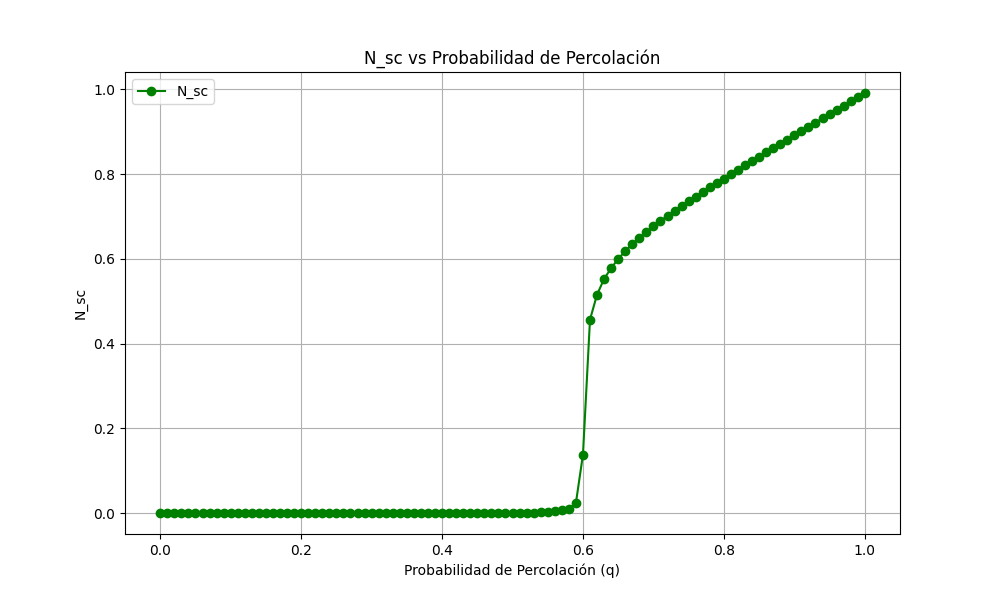 N_sc vs Probabilidad de Percolación
N_sc
1.0
0.8
0.6
0.4
0.2
0.0
N_sc
0.0 0.2 0.4 0.6 0.8 1.0
Probabilidad de Percolación (q)